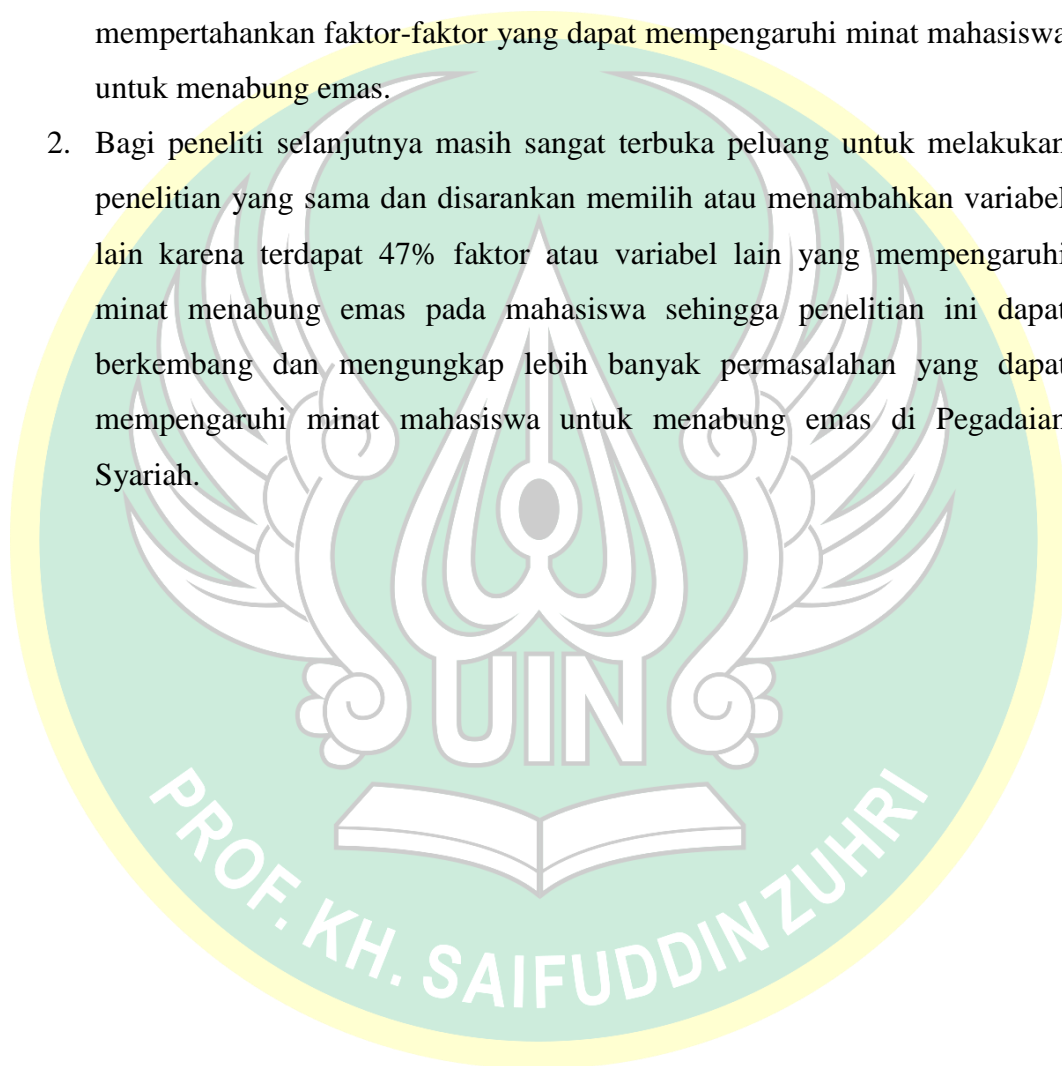 mempertahankan faktor-faktor yang dapat mempengaruhi minat mahasiswa
untuk menabung emas.
2. Bagi peneliti selanjutnya masih sangat terbuka peluang untuk melakukan
penelitian yang sama dan disarankan memilih atau menambahkan variabel
lain karena terdapat 47% faktor atau variabel lain yang mempengaruhi
minat menabung emas pada mahasiswa sehingga penelitian ini dapat
berkembang dan mengungkap lebih banyak permasalahan yang dapat
mempengaruhi minat mahasiswa untuk menabung emas di Pegadaian
Syariah.
UIN
PROF. KH. SAIFUDDIN ZUHRI